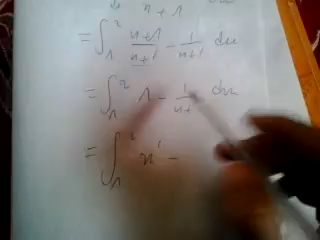 n+1
= ∫₁² n+1/n+1 - 1/n+1 dn
= ∫₁² 1 - 1/n+1 dn
= ∫₁² n' -